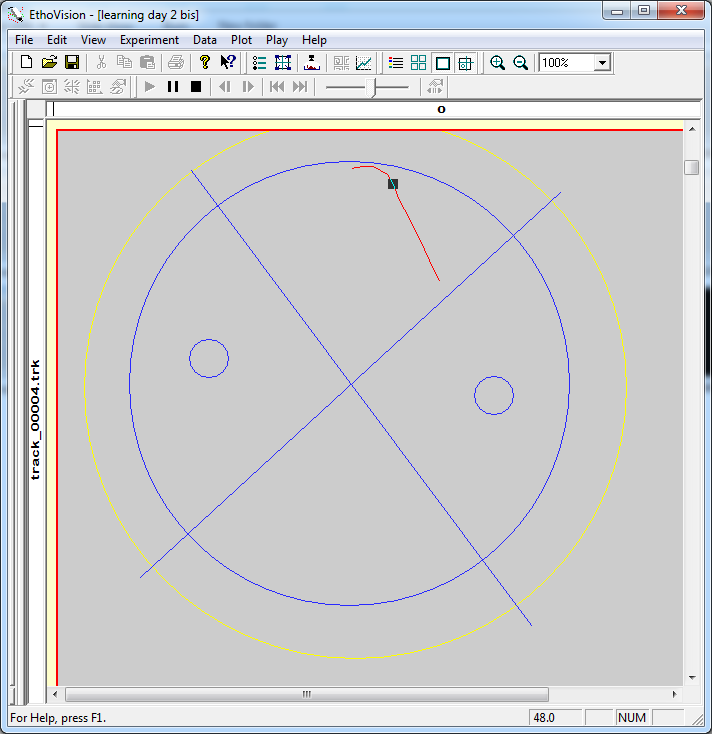 EthoVision - [learning day 2 bis]
File Edit View Experiment Data Plot Play Help
100%
0
track_00004.trk
For Help, press F1.
48.0
NUM